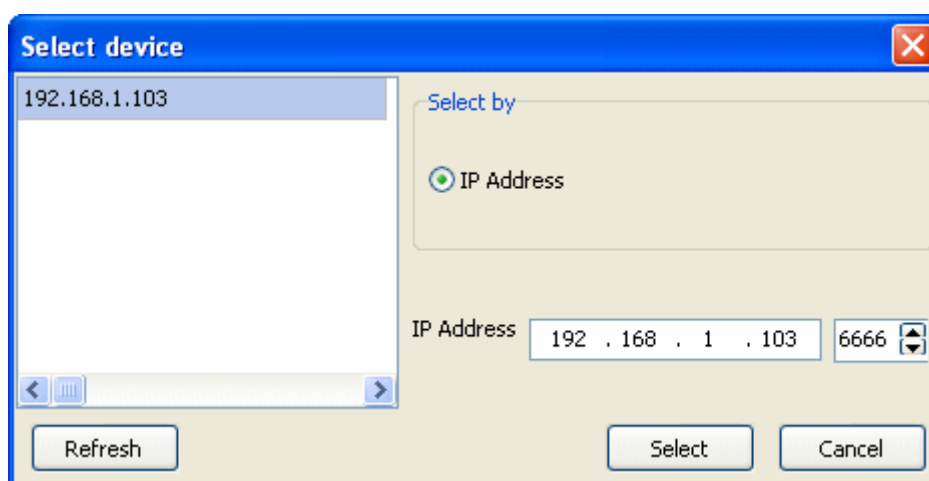 Select device
192.168.1.103
Select by
IP Address
IP Address 192 . 168 . 1 . 103 6666
Refresh Select Cancel